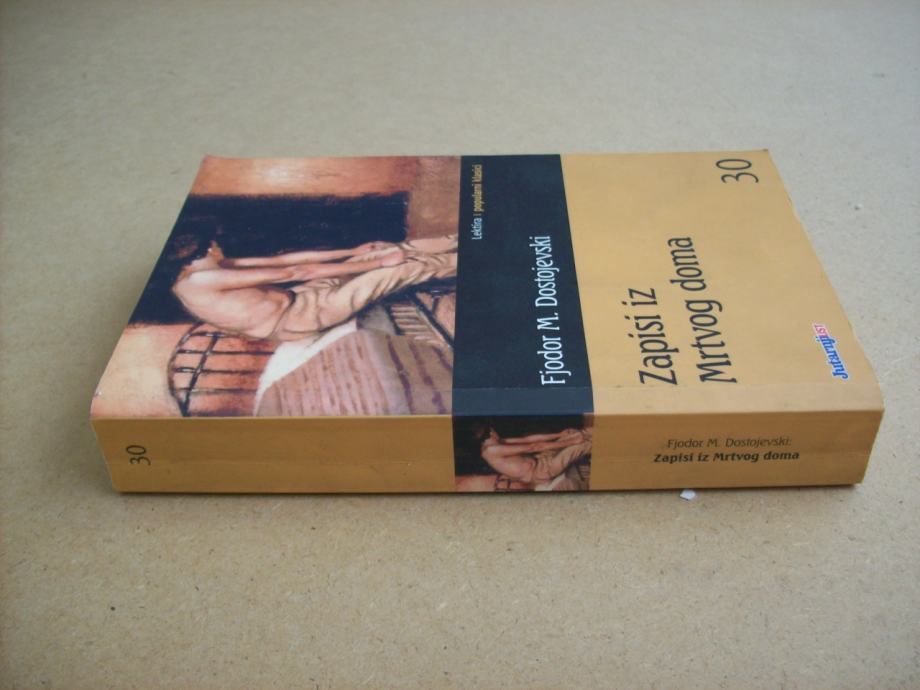 Lektira i popularni klasici
Fjodor M. Dostojevski
Zapisi iz
Mrtvog doma
30
Jutarnji LIST
30
Fjodor M. Dostojevski:
Zapisi iz Mrtvog doma